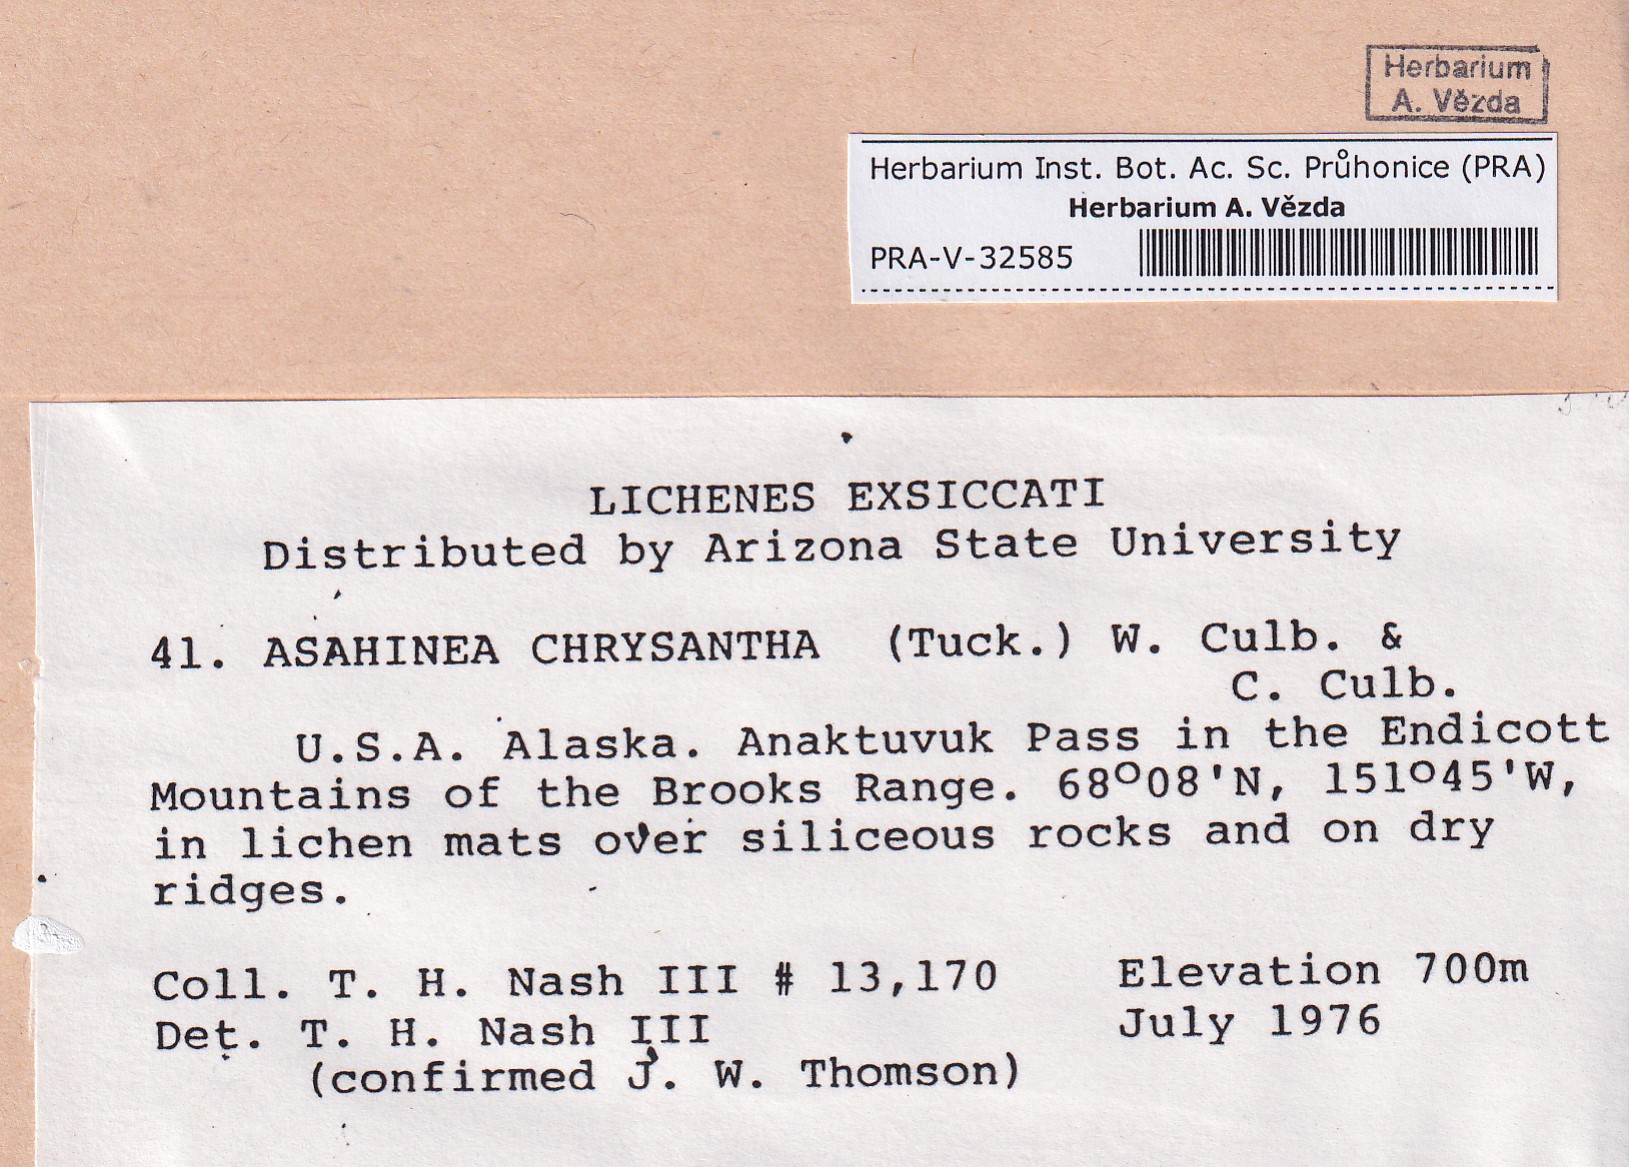 Herbarium
A. Vězda
Herbarium Inst. Bot. Ac. Sc. Průhonice (PRA)
Herbarium A. Vězda
PRA-V-32585
LICHENES EXSICCATI
Distributed by Arizona State University
41. ASAHINEA CHRYSANTHA (Tuck.) W. Culb. &
C. Culb.
U.S.A. Alaska. Anaktuvuk Pass in the Endicott
Mountains of the Brooks Range. 68°08'N, 151°45'W,
in lichen mats over siliceous rocks and on dry
ridges.
Coll. T. H. Nash III # 13,170 Elevation 700m
Det. T. H. Nash III July 1976
(confirmed J. W. Thomson)